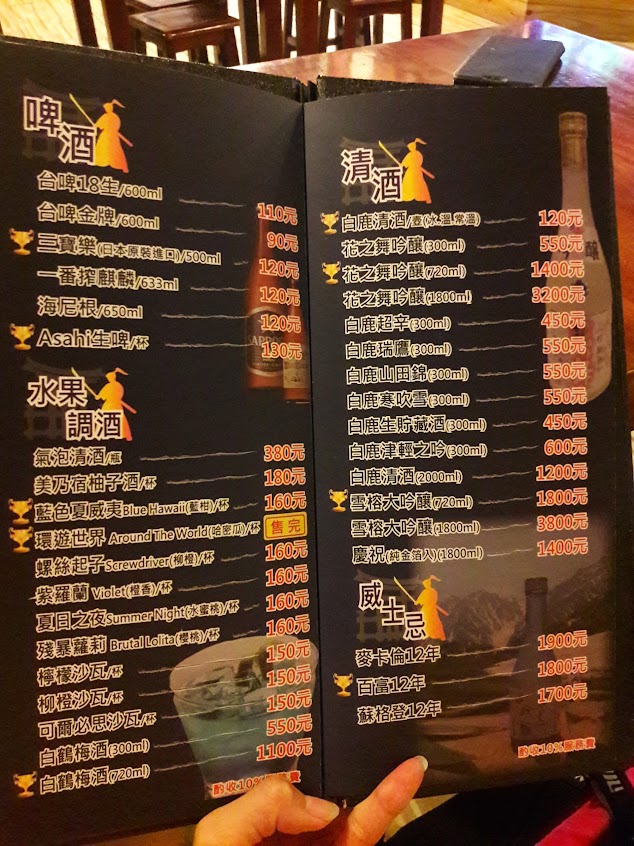 啤酒
台啤18生/600ml 110元
台啤金牌/600ml 90元
三寶樂(日本原裝進口)/500ml 120元
一番搾麒麟/633ml 120元
海尼根/650ml 120元
Asahi生啤/杯 130元
水果調酒
氣泡清酒/瓶 380元
美乃宿柚子酒/杯 180元
藍色夏威夷Blue Hawaii(藍柑)/杯 160元
環遊世界 Around The World(哈密瓜)/杯 售完
螺絲起子Screwdriver(柳橙)/杯 160元
紫羅蘭 Violet(橙香)/杯 160元
夏日之夜Summer Night(水蜜桃)/杯 160元
殘暴蘿莉 Brutal Lolita(櫻桃)/杯 160元
檸檬沙瓦/杯 150元
柳橙沙瓦/杯 150元
可爾必思沙瓦/杯 150元
白鶴梅酒(300ml) 550元
白鶴梅酒(720ml) 1100元
酌收10%服務費
清酒
白鹿清酒/壺(冰.溫.常溫) 120元
花之舞吟釀(300ml) 550元
花之舞吟釀(720ml) 1400元
花之舞吟釀(1800ml) 3200元
白鹿超辛(300ml) 450元
白鹿瑞鷹(300ml) 550元
白鹿山田錦(300ml) 550元
白鹿寒吹雪(300ml) 550元
白鹿生貯藏酒(300ml) 450元
白鹿津輕之吟(300ml) 600元
白鹿清酒(2000ml) 1200元
雪榕大吟釀(720ml) 1800元
雪榕大吟釀(1800ml) 3800元
慶祝(純金箔入)(1800ml) 1400元
威士忌
麥卡倫12年 1900元
百富12年 1800元
蘇格登12年 1700元
酌收10%服務費